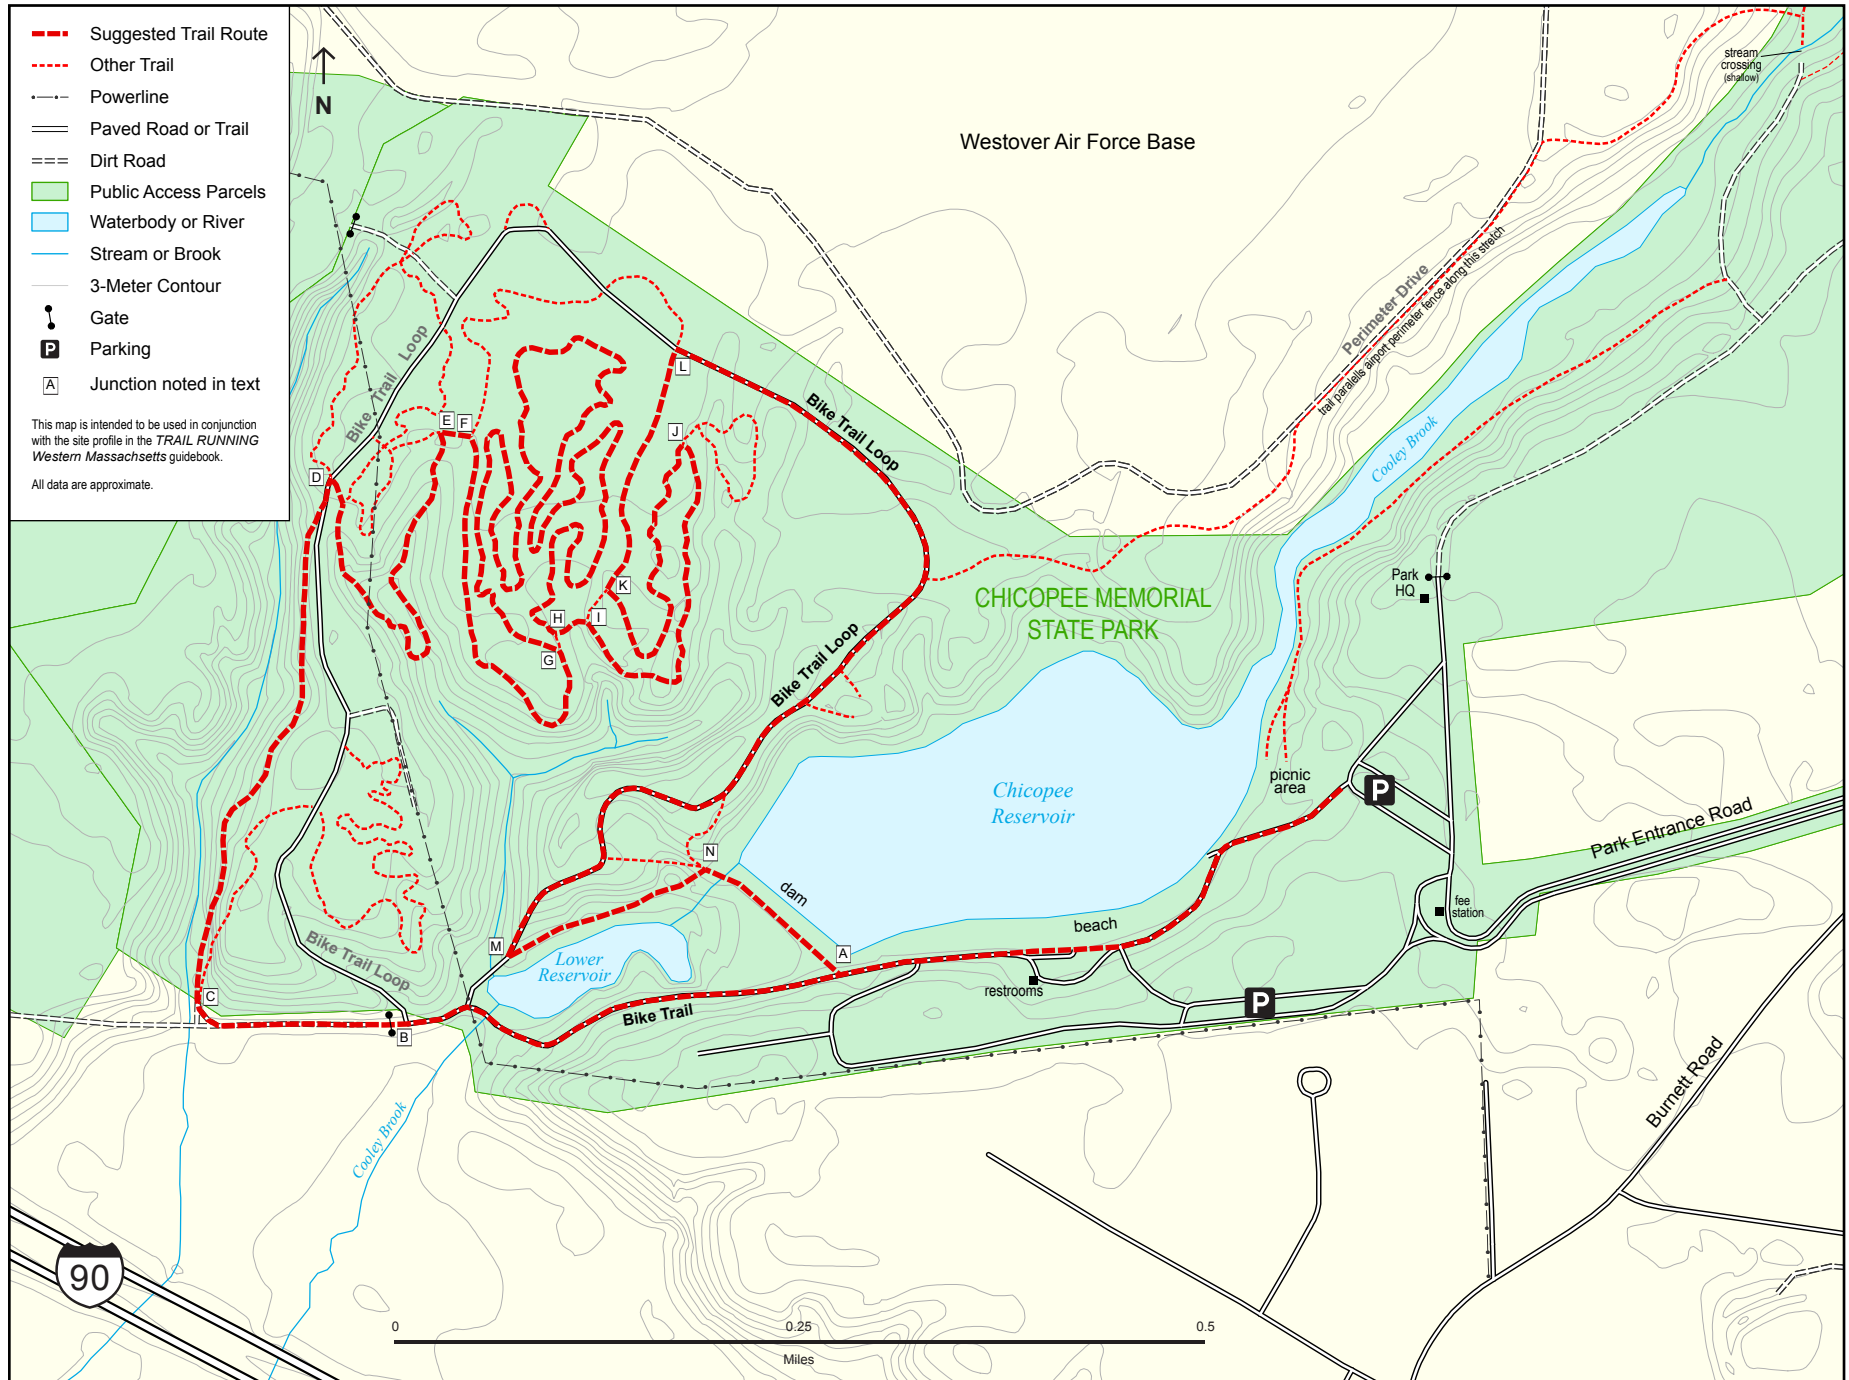 Suggested Trail Route
Other Trail
Powerline
Paved Road or Trail
Dirt Road
Public Access Parcels
Waterbody or River
Stream or Brook
3-Meter Contour
Gate
P
Parking
A
Junction noted in text
This map is intended to be used in conjunction
with the site profile in the TRAIL RUNNING
Western Massachsetts guidebook.
All data are approximate.
N
Westover Air Force Base
stream
crossing
(shallow)
Perimeter Drive
trail paralells airport perimeter fence along this stretch
Bike Trail Loop
L
Bike Trail Loop
E
F
J
D
Cooley Brook
Park
HQ
K
H
I
G
CHICOPEE MEMORIAL
STATE PARK
Bike Trail Loop
picnic
area
P
Chicopee
Reservoir
Park Entrance Road
N
dam
fee
station
beach
M
A
Bike Trail Loop
Lower
Reservoir
restrooms
C
P
Bike Trail
B
Burnett Road
Cooley Brook
90
0
0.25
0.5
Miles